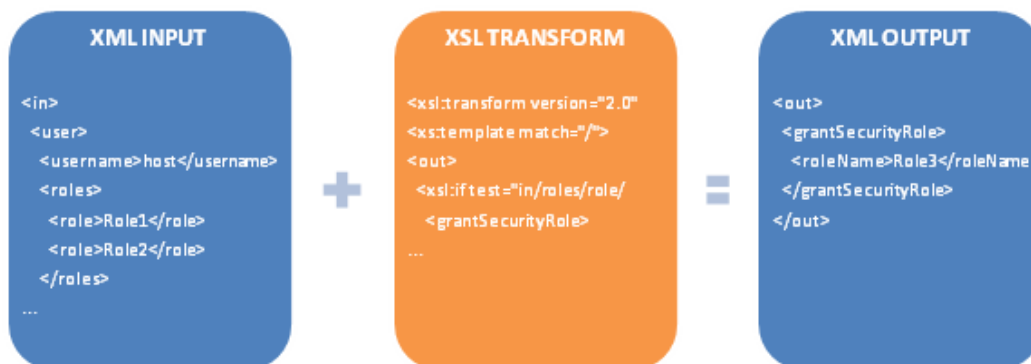 XML INPUT
<in>
<user>
<username>host</username>
<roles>
<role>Role1</role>
<role>Role2</role>
</roles>
...
+
XSL TRANSFORM
<xsl:transform version="2.0"
<xs:template match="/">
<out>
<xsl:if test="in/roles/role/
<grantSecurityRole>
...
=
XML OUTPUT
<out>
<grantSecurityRole>
<roleName>Role3</roleName
</grantSecurityRole>
</out>